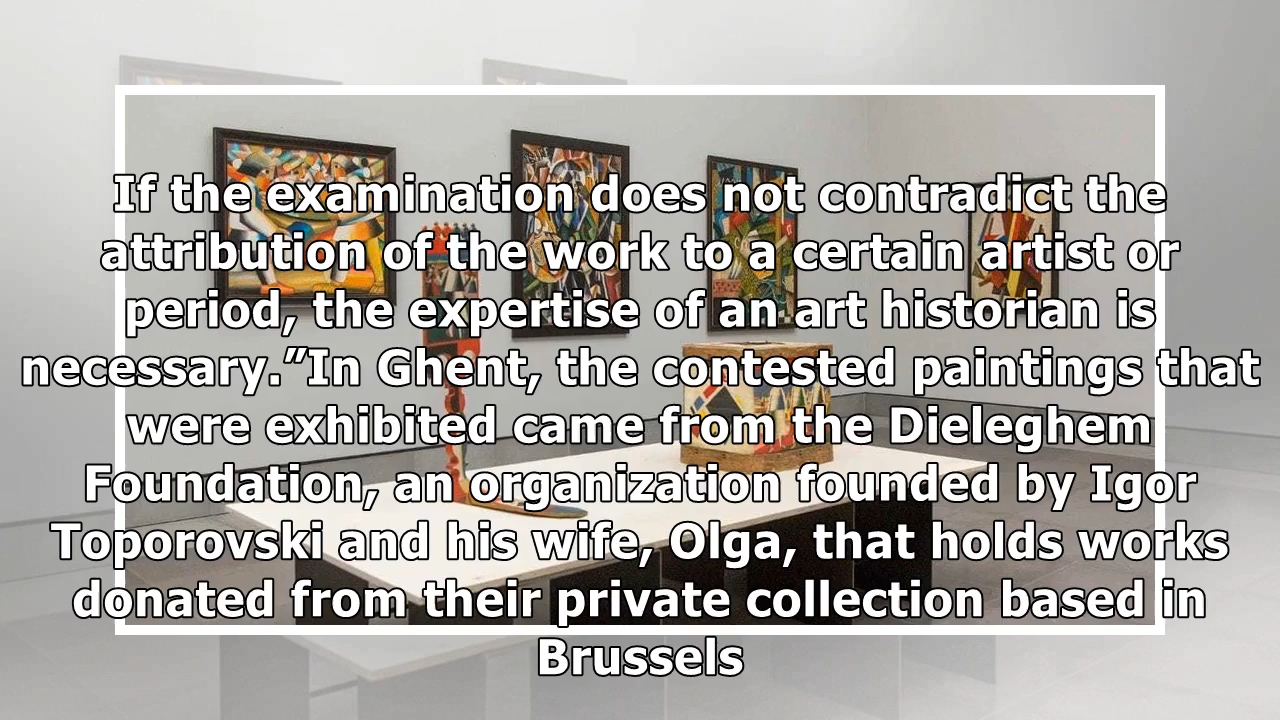 If the examination does not contradict the
attribution of the work to a certain artist or
period, the expertise of an art historian is
necessary.”In Ghent, the contested paintings that
were exhibited came from the Dieleghem
Foundation, an organization founded by Igor
Toporovski and his wife, Olga, that holds works
donated from their private collection based in
Brussels